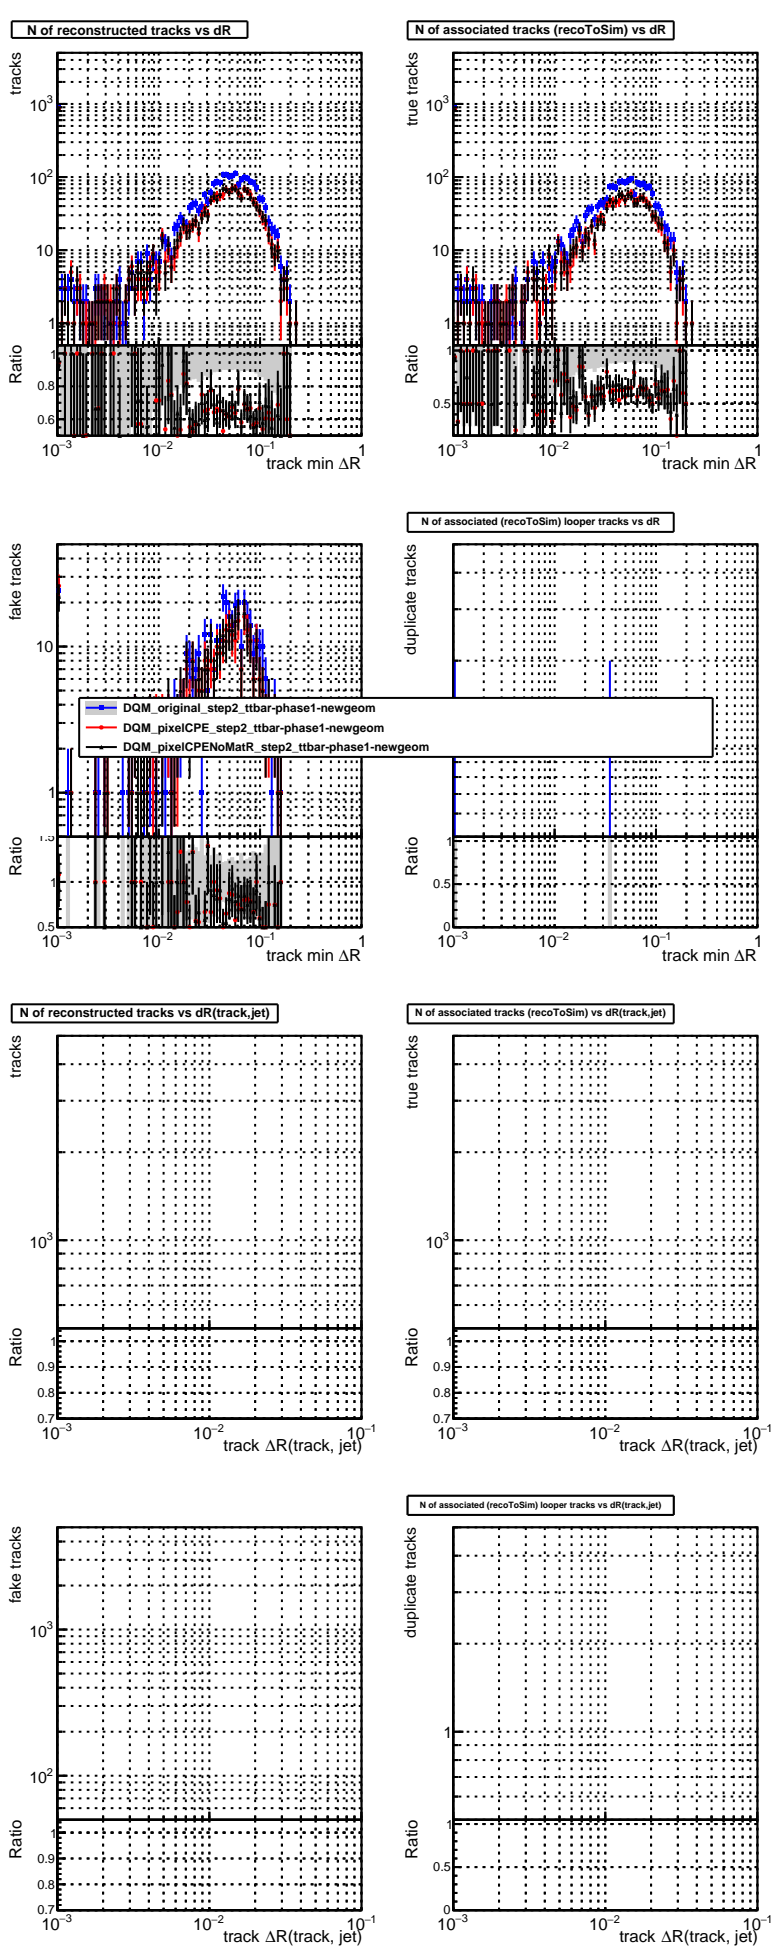 N of reconstructed tracks vs dR
tracks
10³
10²
10
1
Ratio
1
0.8
0.6
10⁻³ 10⁻² 10⁻¹ 1
track min ΔR
N of associated tracks (recoToSim) vs dR
true tracks
10³
10²
10
1
Ratio
1
0.5
10⁻³ 10⁻² 10⁻¹ 1
track min ΔR
fake tracks
10
1
Ratio
1.5
1
0.5
10⁻³ 10⁻² 10⁻¹ 1
track min ΔR
N of associated (recoToSim) looper tracks vs dR
duplicate tracks
Ratio
1
0.5
0
10⁻³ 10⁻² 10⁻¹ 1
track min ΔR
DQM_original_step2_ttbar-phase1-newgeom
DQM_pixelCPE_step2_ttbar-phase1-newgeom
DQM_pixelCPENoMatR_step2_ttbar-phase1-newgeom
N of reconstructed tracks vs dR(track,jet)
tracks
10³
Ratio
1
0.9
0.8
0.7
10⁻³ 10⁻² 10⁻¹
track ΔR(track, jet)
N of associated tracks (recoToSim) vs dR(track,jet)
true tracks
10³
Ratio
1
0.9
0.8
0.7
10⁻³ 10⁻² 10⁻¹
track ΔR(track, jet)
fake tracks
10³
10²
Ratio
1
0.9
0.8
0.7
10⁻³ 10⁻² 10⁻¹
track ΔR(track, jet)
N of associated (recoToSim) looper tracks vs dR(track,jet)
duplicate tracks
1
Ratio
1
0.5
0
10⁻³ 10⁻² 10⁻¹
track ΔR(track, jet)